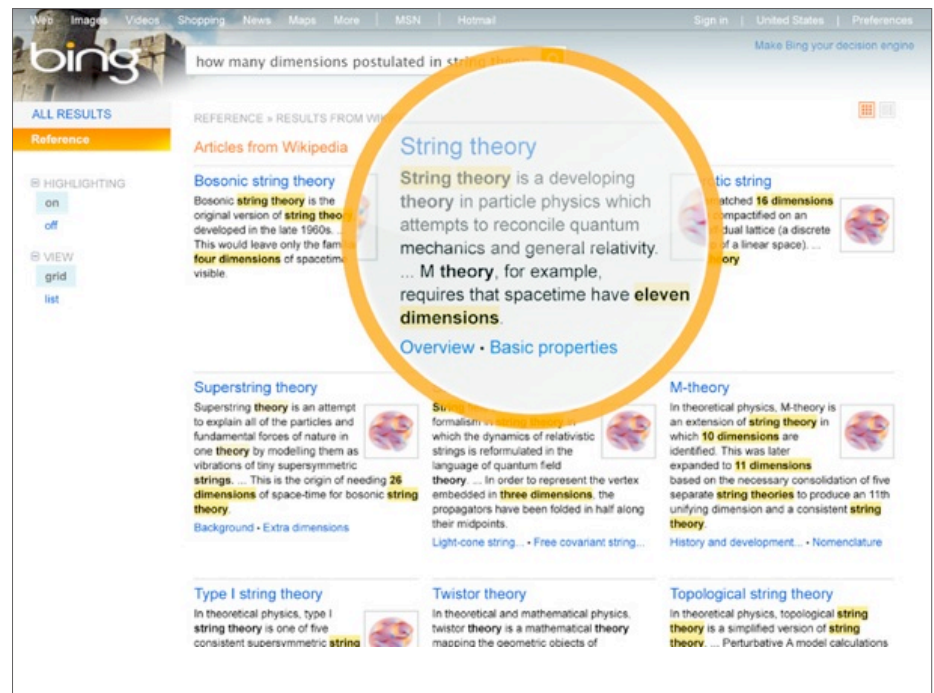 Web Images Videos Shopping News Maps More | MSN | Hotmail
Sign in | United States | Preferences
bing
how many dimensions postulated in string theory
Make Bing your decision engine
ALL RESULTS
Reference
HIGHLIGHTING
on
off
VIEW
grid
list
REFERENCE » RESULTS FROM
Articles from Wikipedia
Bosonic string theory
Bosonic string theory is the
original version of string theory
developed in the late 1960s. ...
This would leave only the
four dimensions of spacetime
visible.
String theory
String theory is a developing
theory in particle physics which
attempts to reconcile quantum
mechanics and general relativity.
... M theory, for example,
requires that spacetime have eleven
dimensions.
Overview • Basic properties
string
16 dimensions
compactified on an
dual lattice (a discrete
of a linear space). ...
Superstring theory
Superstring theory is an attempt
to explain all of the particles and
fundamental forces of nature in
one theory by modelling them as
vibrations of tiny supersymmetric
strings. ... This is the origin of needing 26
dimensions of space-time for bosonic string
theory.
Background • Extra dimensions
formalism in string theory in
which the dynamics of relativistic
strings is reformulated in the
language of quantum field
theory. ... In order to represent the vertex
embedded in three dimensions, the
propagators have been folded in half along
their midpoints.
Light-cone string... • Free covariant string...
M-theory
In theoretical physics, M-theory is
an extension of string theory in
which 10 dimensions are
identified. This was later
expanded to 11 dimensions
based on the necessary consolidation of five
separate string theories to produce an 11th
unifying dimension and a consistent string
theory.
History and development... • Nomenclature
Type I string theory
In theoretical physics, type I
string theory is one of five
consistent supersymmetric string
Twistor theory
In theoretical and mathematical physics,
twistor theory is a mathematical theory
mapping the geometric objects of
Topological string theory
In theoretical physics, topological string
theory is a simplified version of string
theory. ... Perturbative A model calculations